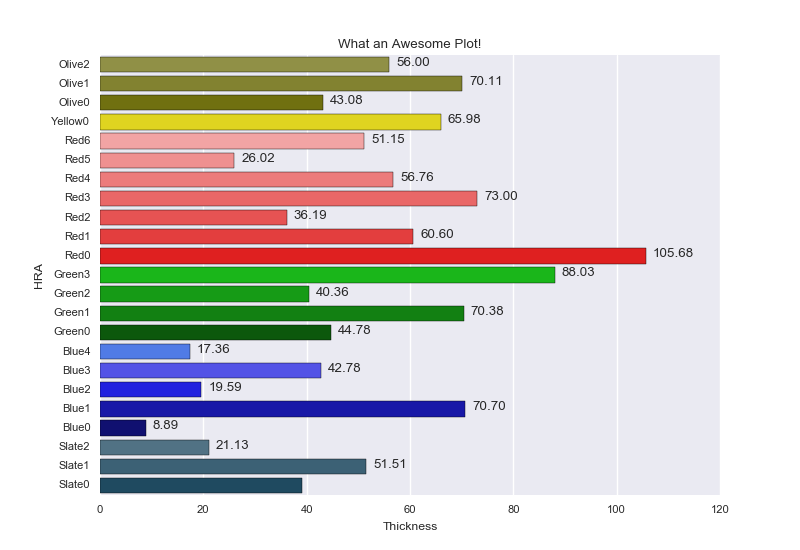 What an Awesome Plot!
Olive2 56.00
Olive1 70.11
Olive0 43.08
Yellow0 65.98
Red6 51.15
Red5 26.02
Red4 56.76
Red3 73.00
Red2 36.19
Red1 60.60
Red0 105.68
Green3 88.03
HRA
Green2 40.36
Green1 70.38
Green0 44.78
Blue4 17.36
Blue3 42.78
Blue2 19.59
Blue1 70.70
Blue0 8.89
Slate2 21.13
Slate1 51.51
Slate0
0 20 40 60 80 100 120
Thickness